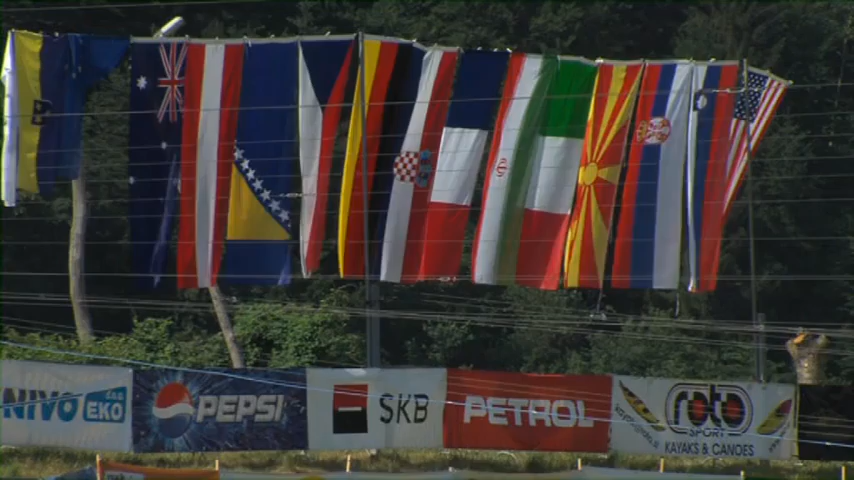 NIVO EKO
PEPSI
SKB
PETROL
roto
SPORT
KAYAKS & CANOES